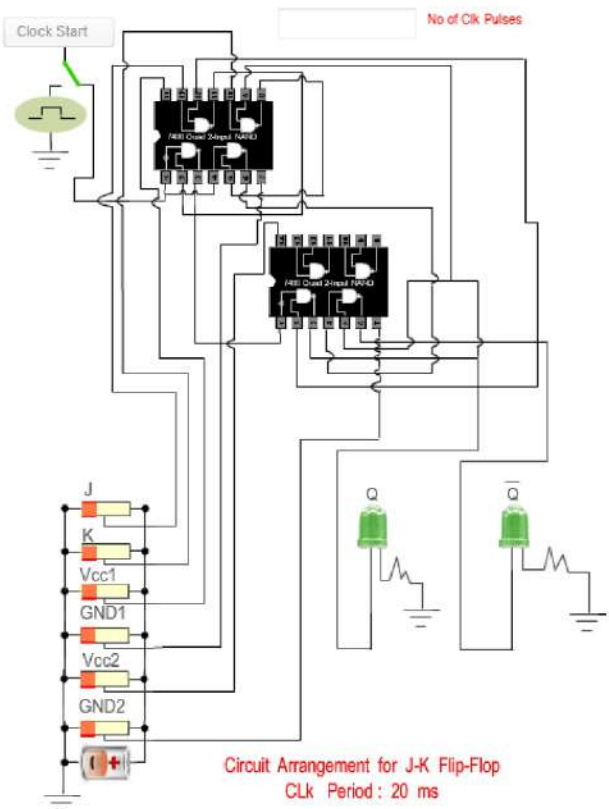 Clock Start
No of Clk Pulses
7400 Quad 2-Input NAND
7400 Quad 2-Input NAND
J
K
Vcc1
GND1
Vcc2
GND2
Q
Q
Circuit Arrangement for J-K Flip-Flop
CLk Period : 20 ms